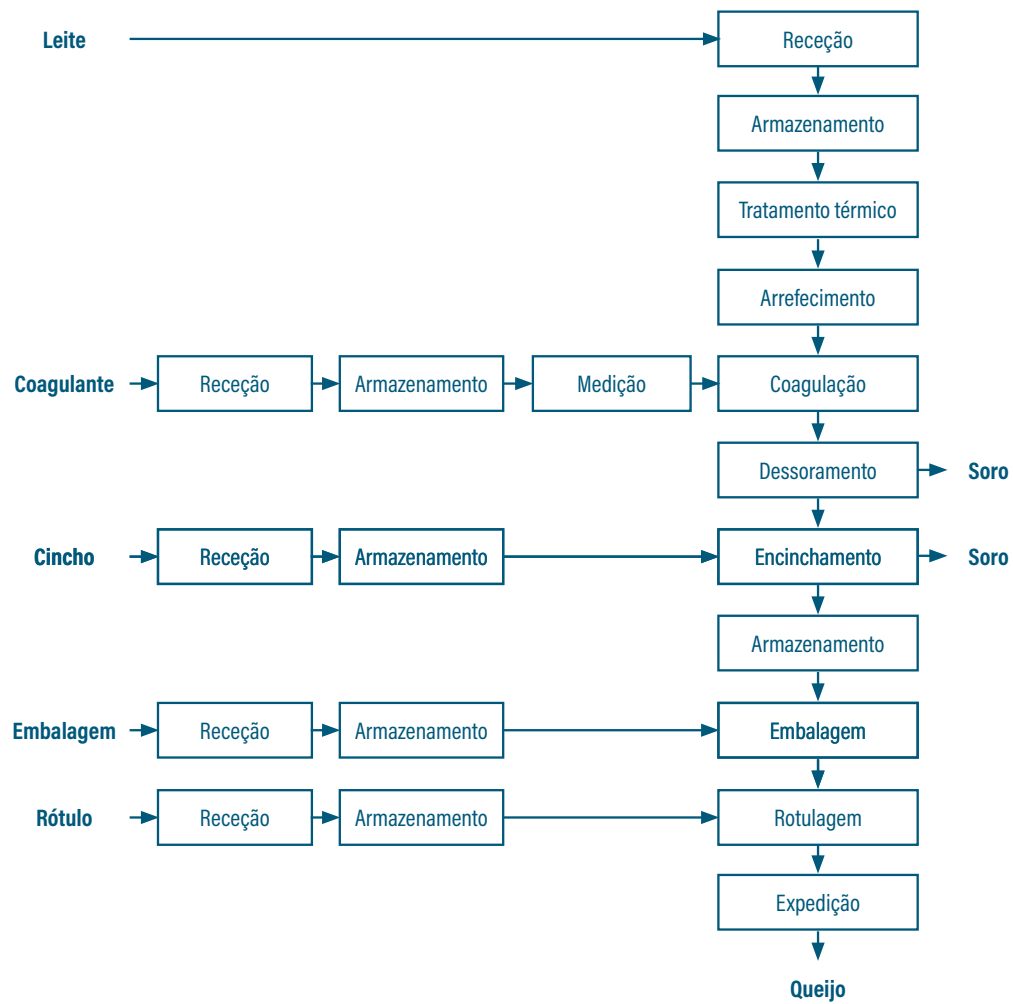 Leite
Receção
Armazenamento
Tratamento térmico
Arrefecimento
Coagulante
Receção
Armazenamento
Medição
Coagulação
Dessoramento
Soro
Cincho
Receção
Armazenamento
Encinchamento
Soro
Armazenamento
Embalagem
Receção
Armazenamento
Embalagem
Rótulo
Receção
Armazenamento
Rotulagem
Expedição
Queijo